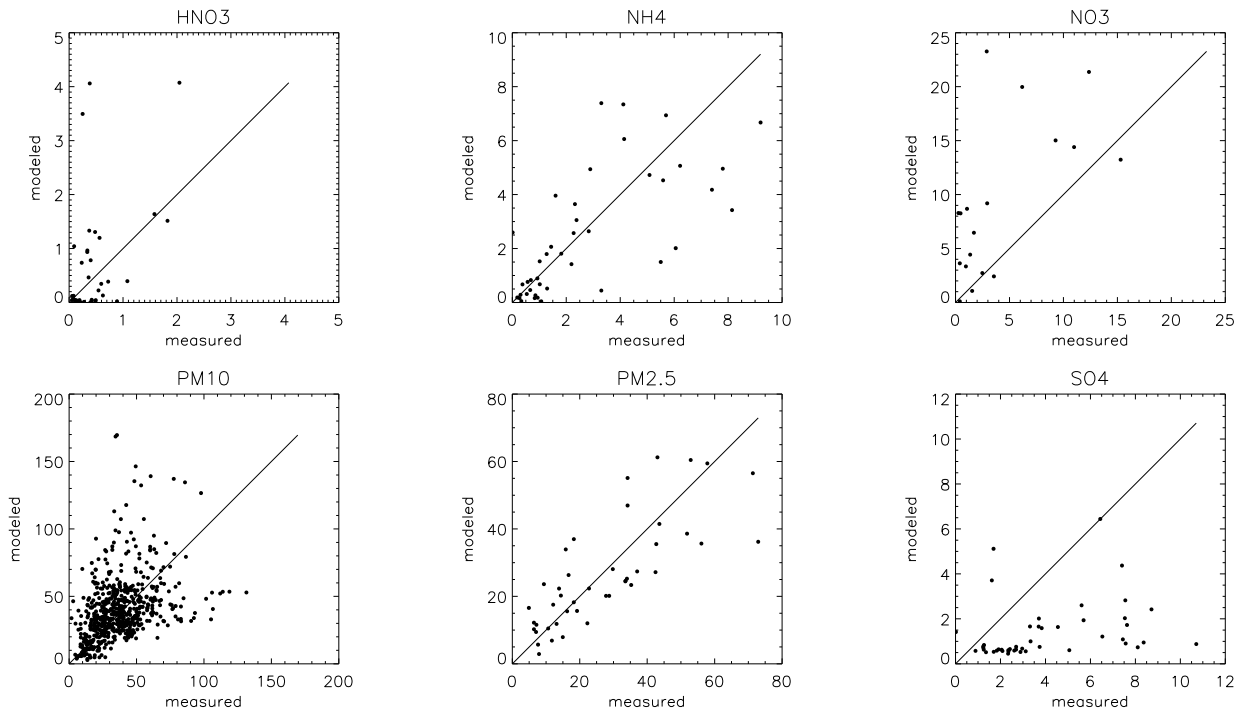 HNO3
NH4
NO3
5
4
3
2
1
0
modeled
0 1 2 3 4 5
measured
10
8
6
4
2
0
modeled
0 2 4 6 8 10
measured
25
20
15
10
5
0
modeled
0 5 10 15 20 25
measured
PM10
PM2.5
SO4
200
150
100
50
0
modeled
0 50 100 150 200
measured
80
60
40
20
0
modeled
0 20 40 60 80
measured
12
10
8
6
4
2
0
modeled
0 2 4 6 8 10 12
measured